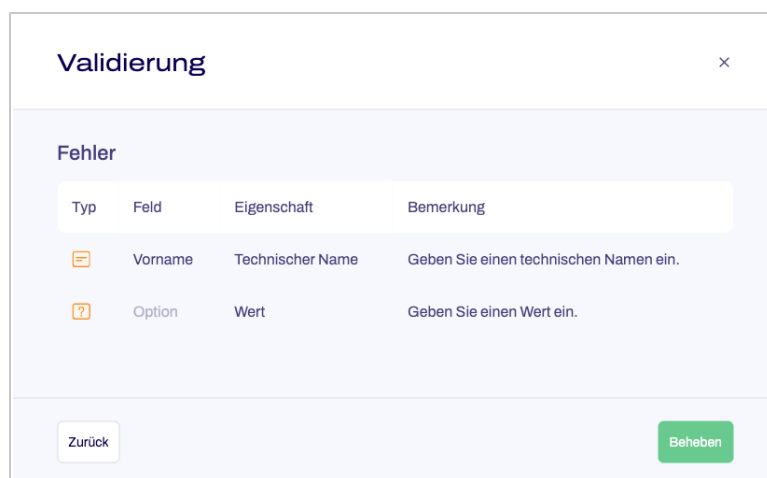 Validierung
Fehler
Typ Feld Eigenschaft Bemerkung
Vorname Technischer Name Geben Sie einen technischen Namen ein.
? Option Wert Geben Sie einen Wert ein.
Zurück Beheben